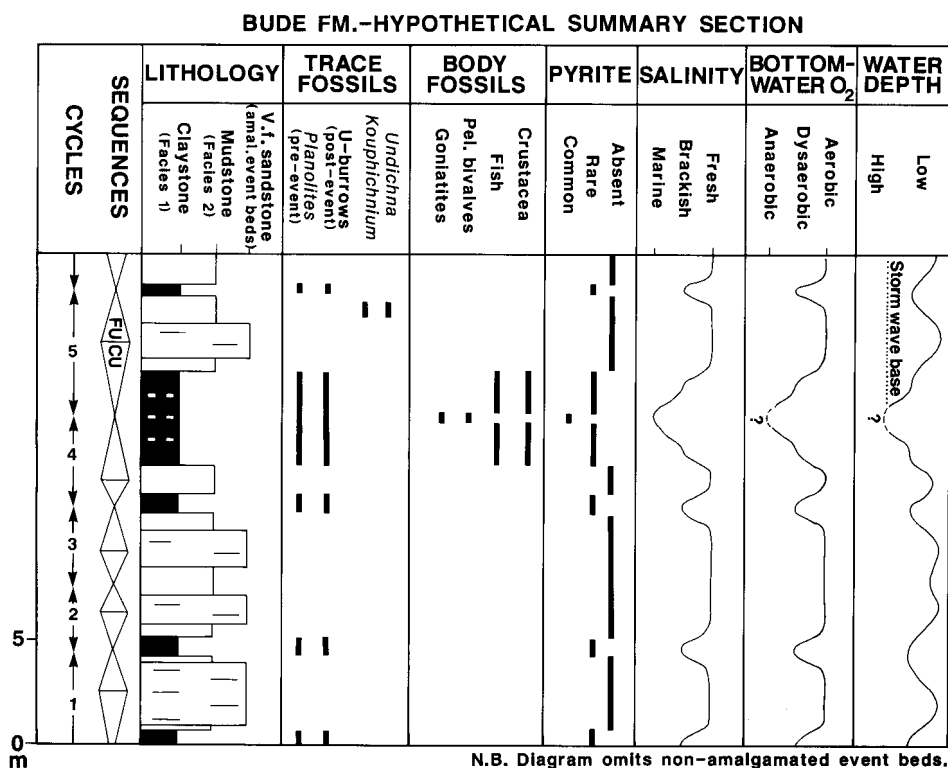 BUDE FM.-HYPOTHETICAL SUMMARY SECTION
CYCLES
SEQUENCES
LITHOLOGY
V.f. sandstone
(amal.event beds)
Mudstone
(Facies 2)
Claystone
(Facies 1)
TRACE
FOSSILS
Undichna
Kouphichnium
U-burrows
(post-event)
Planolites
(pre-event)
BODY
FOSSILS
Crustacea
Fish
Pel. bivalves
Goniatites
PYRITE
Absent
Rare
Common
SALINITY
Fresh
Brackish
Marine
BOTTOM-
WATER O2
Aerobic
Dysaerobic
Anaerobic
WATER
DEPTH
Low
High
FU CU
Storm wave base
5
?
?
4
3
2
5
1
0
m
N.B. Diagram omits non-amalgamated event beds.